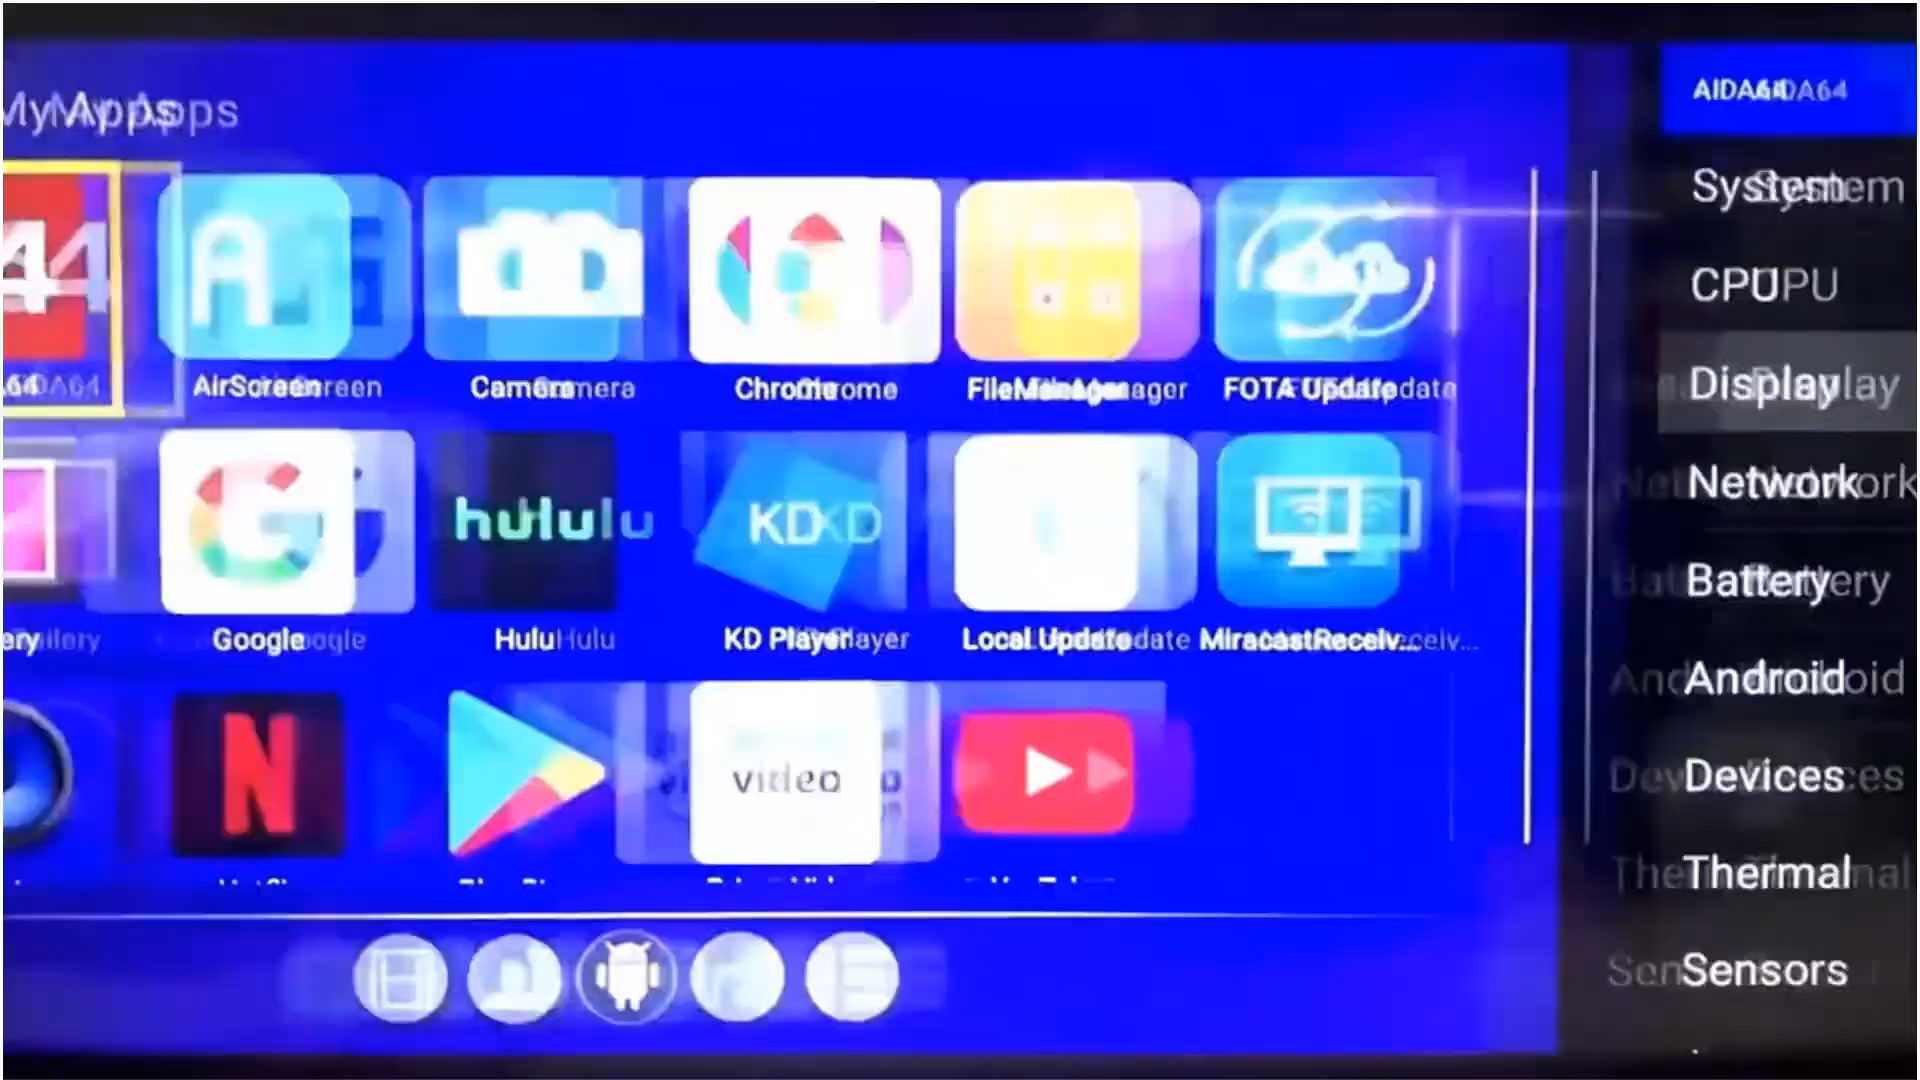 My Apps
AIDA64
System
CPU
Display
Network
Battery
Android
Devices
Thermal
Sensors
AirScreen
Camera
Chrome
FileManager
FOTA Update
hulu
KD
Google
Hulu
KD Player
Local Update
MiracastReceiv...
N
video